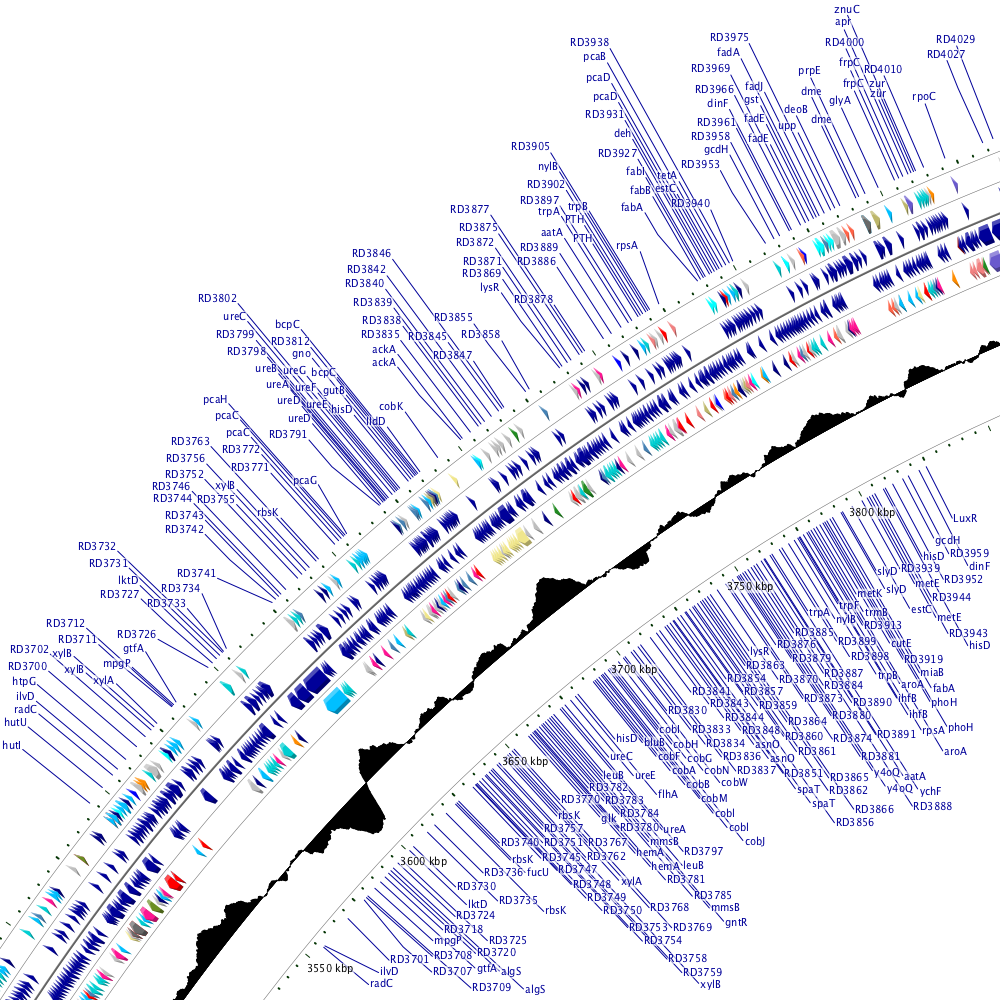 znuC
apr
RD3938
pcaB
RD3975
fadA
RD4000
RD4029
RD4027
pcaD
RD3969
prpE
frpC
RD4010
pcaD
RD3966
dinF
fadJ
gst
dme
frpC
zur
zur
glyA
rpoC
RD3931
RD3961
fadE
deoB
upp
dme
deh
RD3958
fadE
RD3905
RD3927
gcdH
nylB
fabI
RD3953
tetA
RD3902
fabB
estC
RD3897
trpA
trpB
fabA
RD3940
RD3877
PTH
RD3875
aatA
PTH
RD3872
RD3889
rpsA
RD3846
RD3871
RD3886
RD3842
RD3869
RD3840
lysR
RD3802
RD3839
RD3878
ureC
RD3838
RD3855
bcpC
RD3799
RD3835
RD3845
RD3858
RD3812
RD3798
gno
ackA
RD3847
ackA
ureB
ureG
bcpC
ureA
ureF
gutB
pcaH
ureD
ureE
hisD
cobK
pcaC
ureD
lldD
pcaC
RD3791
RD3763
RD3772
RD3756
RD3771
RD3752
pcaG
RD3746
xylB
RD3744
RD3755
rbsK
RD3743
RD3742
RD3732
RD3731
RD3741
lktD
RD3734
RD3727
RD3733
RD3712
RD3726
RD3711
gtfA
RD3702
xylB
mpgP
RD3700
xylB
xylA
htpG
ilvD
radC
hutU
hutI
3800 kbp
LuxR
gcdH
RD3959
hisD
dinF
slyD
RD3939
RD3952
3750 kbp
metK
slyD
metE
RD3944
trpA
trpF
trmB
estC
metE
nylB
RD3913
RD3943
RD3885
RD3899
cutE
hisD
lysR
RD3876
RD3898
RD3919
3700 kbp
RD3863
RD3879
miaB
RD3854
RD3870
RD3887
trpB
aroA
fabA
RD3841
RD3857
RD3884
ihfB
phoH
RD3830
RD3843
RD3859
RD3873
RD3890
ihfB
RD3844
RD3864
RD3880
rpsA
phoH
hisD
cobI
RD3833
RD3848
RD3860
RD3874
RD3891
bluB
cobH
RD3834
asnO
RD3861
aroA
3650 kbp
ureC
cobF
cobG
RD3836
asnO
RD3881
leuB
ureE
cobA
cobN
RD3837
RD3851
RD3865
y4oQ
aatA
RD3782
cobB
cobW
spaT
RD3862
y4oQ
ychF
RD3770
RD3783
flhA
cobM
spaT
RD3866
RD3888
rbsK
glk
RD3784
cobI
RD3856
RD3757
RD3780
ureA
cobI
RD3740
RD3751
RD3767
mmsB
cobJ
3600 kbp
rbsK
RD3745
RD3762
hemA
RD3797
RD3736
fucU
RD3747
hemA
leuB
RD3730
RD3748
xylA
RD3781
lktD
RD3735
RD3749
RD3785
RD3724
rbsK
RD3750
RD3768
mmsB
RD3718
RD3753
RD3769
gntR
mpgP
RD3725
RD3754
RD3701
RD3708
RD3720
RD3758
3550 kbp
ilvD
RD3707
gtfA
algS
RD3759
radC
RD3709
algS
xylB